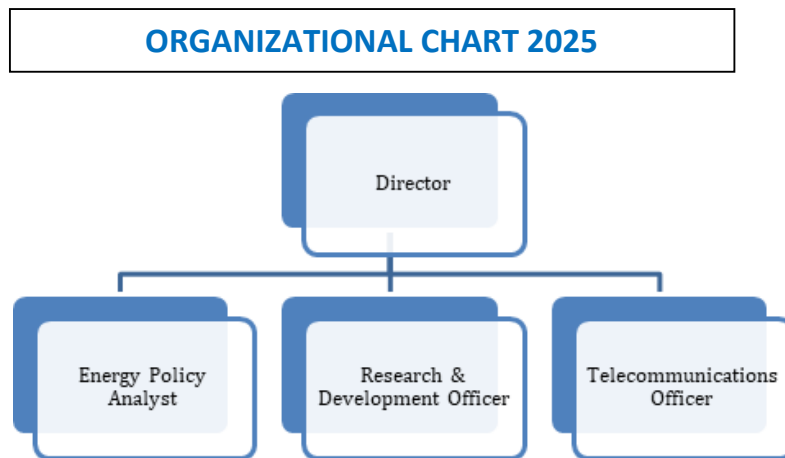 ORGANIZATIONAL CHART 2025
Director
Energy Policy
Analyst
Research &
Development Officer
Telecommunications
Officer